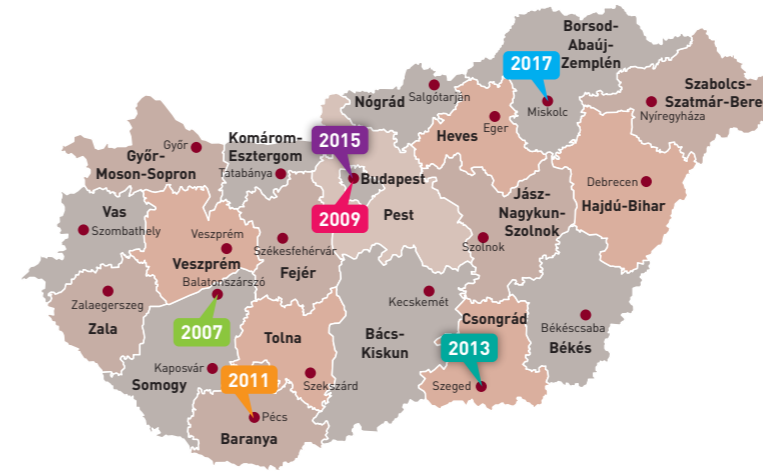 Borsod-
Abaúj-
Zemplén
2017
Miskolc
Szabolcs-
Szatmár-Bere
Nyíregyháza
Nógrád
Salgótarján
Heves
Eger
Győr
Győr-
Moson-Sopron
Komárom-
Esztergom
Tatabánya
2015
Budapest
2009
Pest
Debrecen
Hajdú-Bihar
Jász-
Nagykun-
Szolnok
Szolnok
Vas
Szombathely
Veszprém
Veszprém
Balatonszárszó
Székesfehérvár
Fejér
Zalaegerszeg
Zala
2007
Kecskemét
Csongrád
Békéscsaba
Békés
Tolna
Bács-
Kiskun
2013
Kaposvár
Somogy
2011
Szekszárd
Szeged
Pécs
Baranya